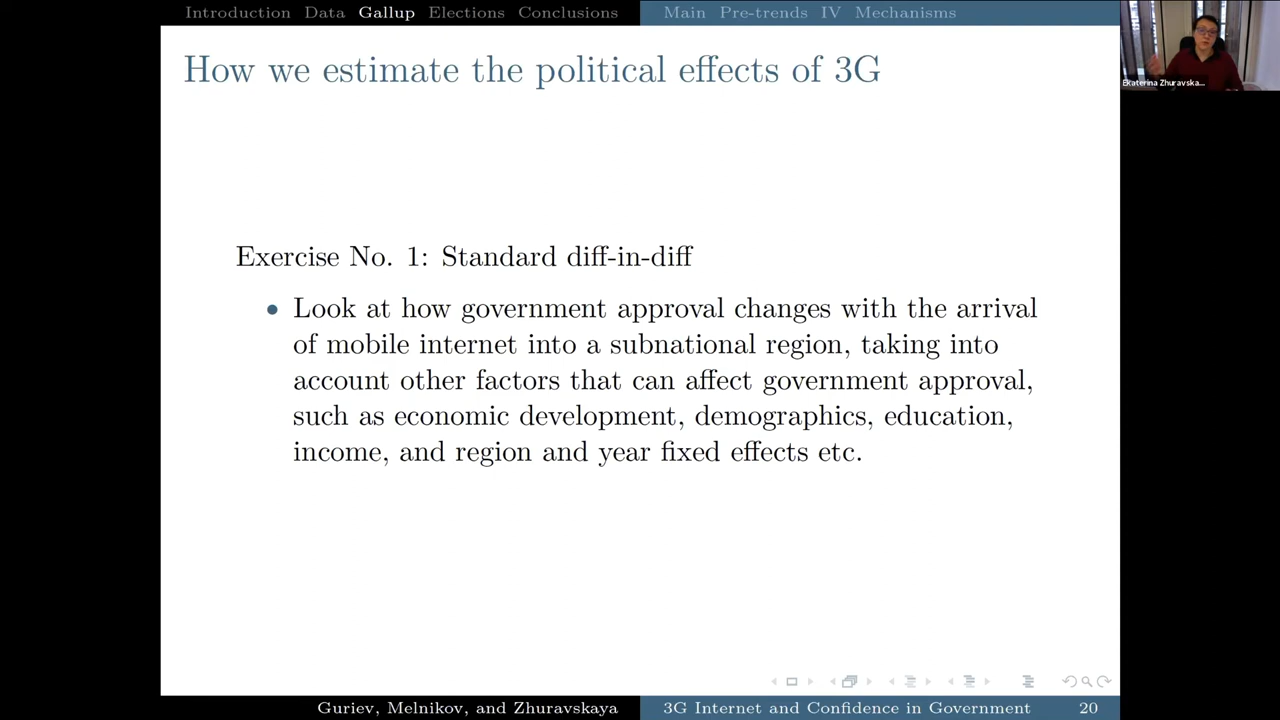 Introduction Data Gallup Elections Conclusions Main Pre-trends IV Mechanisms
How we estimate the political effects of 3G
Ekaterina Zhuravska...
Exercise No. 1: Standard diff-in-diff
• Look at how government approval changes with the arrival
of mobile internet into a subnational region, taking into
account other factors that can affect government approval,
such as economic development, demographics, education,
income, and region and year fixed effects etc.
Guriev, Melnikov, and Zhuravskaya 3G Internet and Confidence in Government 20